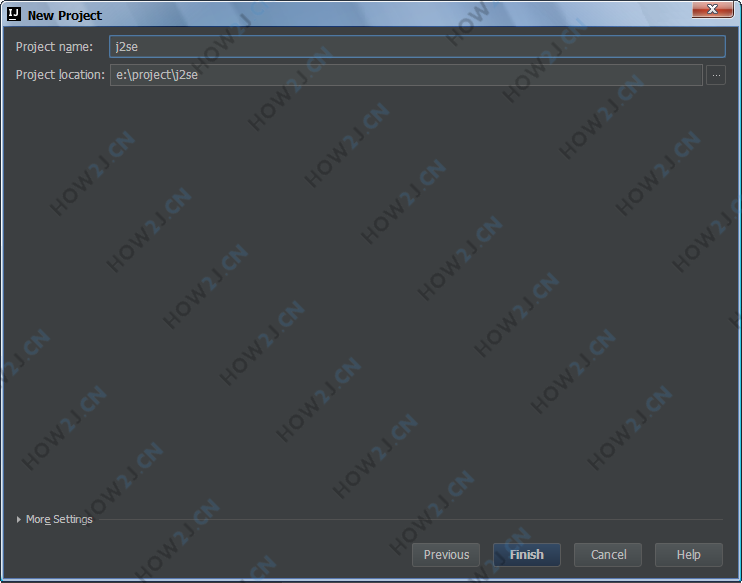 New Project
Project name: j2se
Project location: e:\project\j2se ...
More Settings
Previous Finish Cancel Help
HOW2J.CN